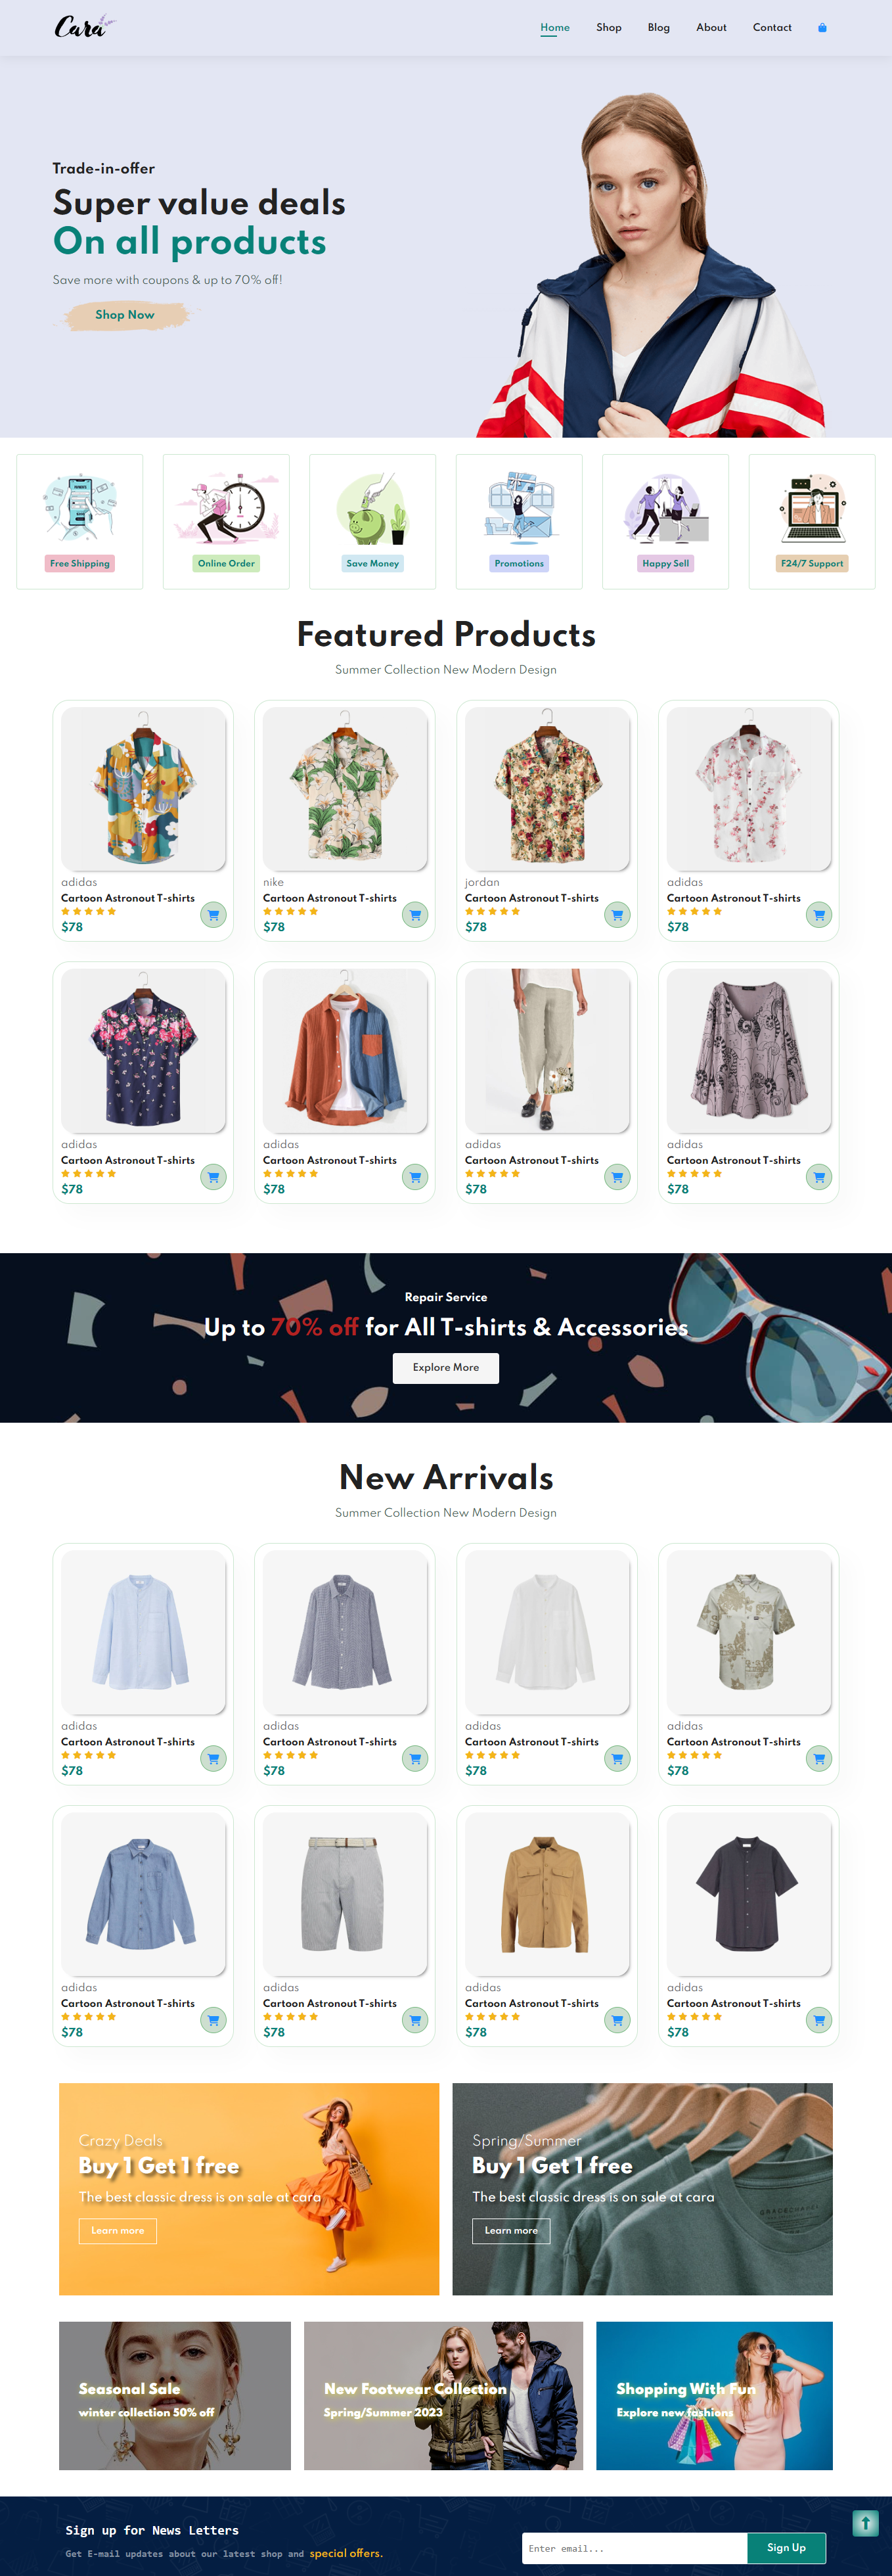 Cara
Home Shop Blog About Contact
Trade-in-offer
Super value deals
On all products
Save more with coupons & up to 70% off!
Shop Now
Free Shipping Online Order Save Money Promotions Happy Sell F24/7 Support
Featured Products
Summer Collection New Modern Design
adidas nike jordan adidas
Cartoon Astronout T-shirts Cartoon Astronout T-shirts Cartoon Astronout T-shirts Cartoon Astronout T-shirts
$78 $78 $78 $78
adidas adidas adidas adidas
Cartoon Astronout T-shirts Cartoon Astronout T-shirts Cartoon Astronout T-shirts Cartoon Astronout T-shirts
$78 $78 $78 $78
Repair Service
Up to 70% off for All T-shirts & Accessories
Explore More
New Arrivals
Summer Collection New Modern Design
adidas adidas adidas adidas
Cartoon Astronout T-shirts Cartoon Astronout T-shirts Cartoon Astronout T-shirts Cartoon Astronout T-shirts
$78 $78 $78 $78
adidas adidas adidas adidas
Cartoon Astronout T-shirts Cartoon Astronout T-shirts Cartoon Astronout T-shirts Cartoon Astronout T-shirts
$78 $78 $78 $78
Crazy Deals
Buy 1 Get 1 free
The best classic dress is on sale at cara
Learn more
Spring/Summer
Buy 1 Get 1 free
The best classic dress is on sale at cara
Learn more
Seasonal Sale
winter collection 50% off
New Footwear Collection
Spring/Summer 2023
Shopping With Fun
Explore new fashions
Sign up for News Letters
Get E-mail updates about our latest shop and special offers.
Enter email...
Sign Up